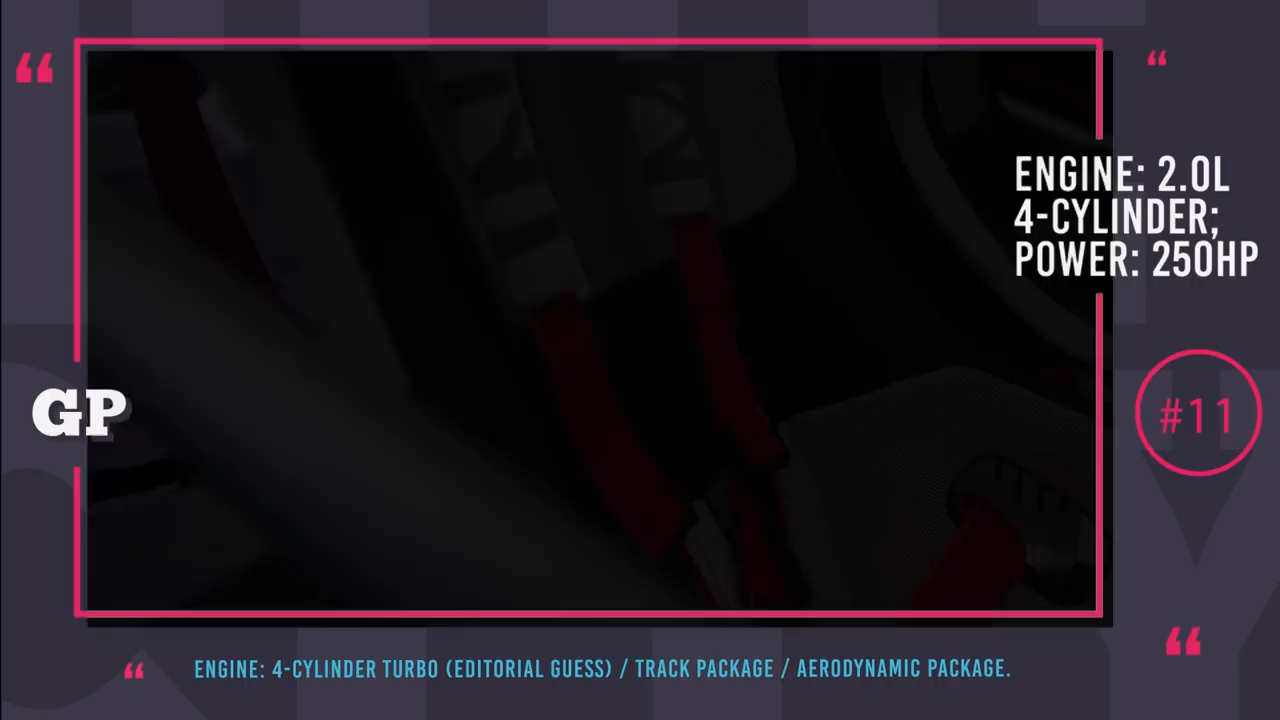 ENGINE: 2.0L
4-CYLINDER;
POWER: 250HP
GP
#11
ENGINE: 4-CYLINDER TURBO (EDITORIAL GUESS) / TRACK PACKAGE / AERODYNAMIC PACKAGE.